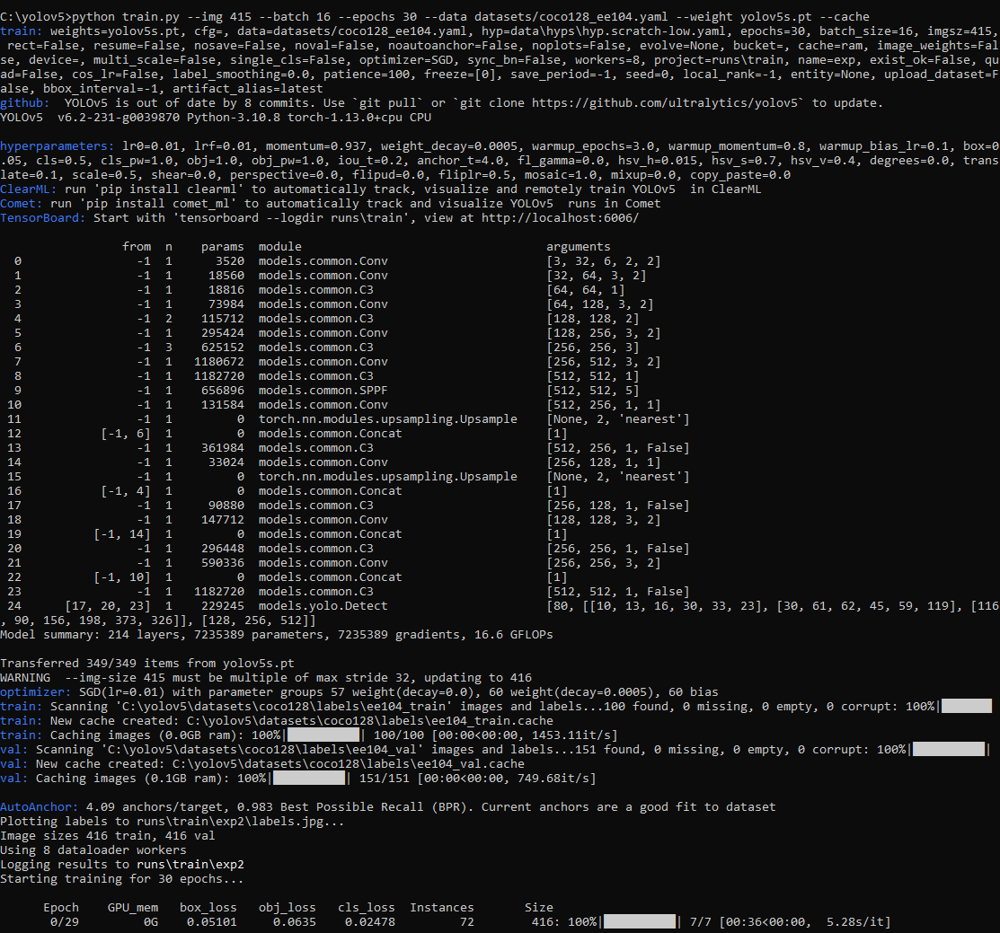 C:\yolov5>python train.py --img 415 --batch 16 --epochs 30 --data datasets/coco128_ee104.yaml --weight yolov5s.pt --cache
train: weights=yolov5s.pt, cfg=, data=datasets/coco128_ee104.yaml, hyp=data\hyps\hyp.scratch-low.yaml, epochs=30, batch_size=16, imgsz=415,
 rect=False, resume=False, nosave=False, noval=False, noautoanchor=False, noplots=False, evolve=None, bucket=, cache=ram, image_weights=Fal
se, device=, multi_scale=False, single_cls=False, optimizer=SGD, sync_bn=False, workers=8, project=runs\train, name=exp, exist_ok=False, qu
ad=False, cos_lr=False, label_smoothing=0.0, patience=100, freeze=[0], save_period=-1, seed=0, local_rank=-1, entity=None, upload_dataset=F
alse, bbox_interval=-1, artifact_alias=latest
github:  YOLOv5 is out of date by 8 commits. Use `git pull` or `git clone https://github.com/ultralytics/yolov5` to update.
YOLOv5  v6.2-231-g0039870 Python-3.10.8 torch-1.13.0+cpu CPU
hyperparameters: lr0=0.01, lrf=0.01, momentum=0.937, weight_decay=0.0005, warmup_epochs=3.0, warmup_momentum=0.8, warmup_bias_lr=0.1, box=0
.05, cls=0.5, cls_pw=1.0, obj=1.0, obj_pw=1.0, iou_t=0.2, anchor_t=4.0, fl_gamma=0.0, hsv_h=0.015, hsv_s=0.7, hsv_v=0.4, degrees=0.0, trans
late=0.1, scale=0.5, shear=0.0, perspective=0.0, flipud=0.0, fliplr=0.5, mosaic=1.0, mixup=0.0, copy_paste=0.0
ClearML: run 'pip install clearml' to automatically track, visualize and remotely train YOLOv5  in ClearML
Comet: run 'pip install comet_ml' to automatically track and visualize YOLOv5  runs in Comet
TensorBoard: Start with 'tensorboard --logdir runs\train', view at http://localhost:6006/
from  n    params  module                                  arguments
0                -1  1      3520  models.common.Conv                      [3, 32, 6, 2, 2]
1                -1  1     18560  models.common.Conv                      [32, 64, 3, 2]
2                -1  1     18816  models.common.C3                        [64, 64, 1]
3                -1  1     73984  models.common.Conv                      [64, 128, 3, 2]
4                -1  2    115712  models.common.C3                        [128, 128, 2]
5                -1  1    295424  models.common.Conv                      [128, 256, 3, 2]
6                -1  3    625152  models.common.C3                        [256, 256, 3]
7                -1  1   1180672  models.common.Conv                      [256, 512, 3, 2]
8                -1  1   1182720  models.common.C3                        [512, 512, 1]
9                -1  1    656896  models.common.SPPF                      [512, 512, 5]
10                -1  1    131584  models.common.Conv                      [512, 256, 1, 1]
11                -1  1         0  torch.nn.modules.upsampling.Upsample    [None, 2, 'nearest']
12           [-1, 6]  1         0  models.common.Concat                    [1]
13                -1  1    361984  models.common.C3                        [512, 256, 1, False]
14                -1  1     33024  models.common.Conv                      [256, 128, 1, 1]
15                -1  1         0  torch.nn.modules.upsampling.Upsample    [None, 2, 'nearest']
16           [-1, 4]  1         0  models.common.Concat                    [1]
17                -1  1     90880  models.common.C3                        [256, 128, 1, False]
18                -1  1    147712  models.common.Conv                      [128, 128, 3, 2]
19          [-1, 14]  1         0  models.common.Concat                    [1]
20                -1  1    296448  models.common.C3                        [256, 256, 1, False]
21                -1  1    590336  models.common.Conv                      [256, 256, 3, 2]
22          [-1, 10]  1         0  models.common.Concat                    [1]
23                -1  1   1182720  models.common.C3                        [512, 512, 1, False]
24      [17, 20, 23]  1    229245  models.yolo.Detect                      [80, [[10, 13, 16, 30, 33, 23], [30, 61, 62, 45, 59, 119], [116
, 90, 156, 198, 373, 326]], [128, 256, 512]]
Model summary: 214 layers, 7235389 parameters, 7235389 gradients, 16.6 GFLOPs
Transferred 349/349 items from yolov5s.pt
WARNING  --img-size 415 must be multiple of max stride 32, updating to 416
optimizer: SGD(lr=0.01) with parameter groups 57 weight(decay=0.0), 60 weight(decay=0.0005), 60 bias
train: Scanning 'C:\yolov5\datasets\coco128\labels\ee104_train' images and labels...100 found, 0 missing, 0 empty, 0 corrupt: 100%|
train: New cache created: C:\yolov5\datasets\coco128\labels\ee104_train.cache
train: Caching images (0.0GB ram): 100%|██████████| 100/100 [00:00<00:00, 1453.11it/s]
val: Scanning 'C:\yolov5\datasets\coco128\labels\ee104_val' images and labels...151 found, 0 missing, 0 empty, 0 corrupt: 100%|██████████|
val: New cache created: C:\yolov5\datasets\coco128\labels\ee104_val.cache
val: Caching images (0.1GB ram): 100%|██████████| 151/151 [00:00<00:00, 749.68it/s]
AutoAnchor: 4.09 anchors/target, 0.983 Best Possible Recall (BPR). Current anchors are a good fit to dataset
Plotting labels to runs\train\exp2\labels.jpg...
Image sizes 416 train, 416 val
Using 8 dataloader workers
Logging results to runs\train\exp2
Starting training for 30 epochs...
Epoch    GPU_mem   box_loss   obj_loss   cls_loss  Instances       Size
0/29         0G    0.05101     0.0635    0.02478         72        416: 100%|██████████| 7/7 [00:36<00:00,  5.28s/it]